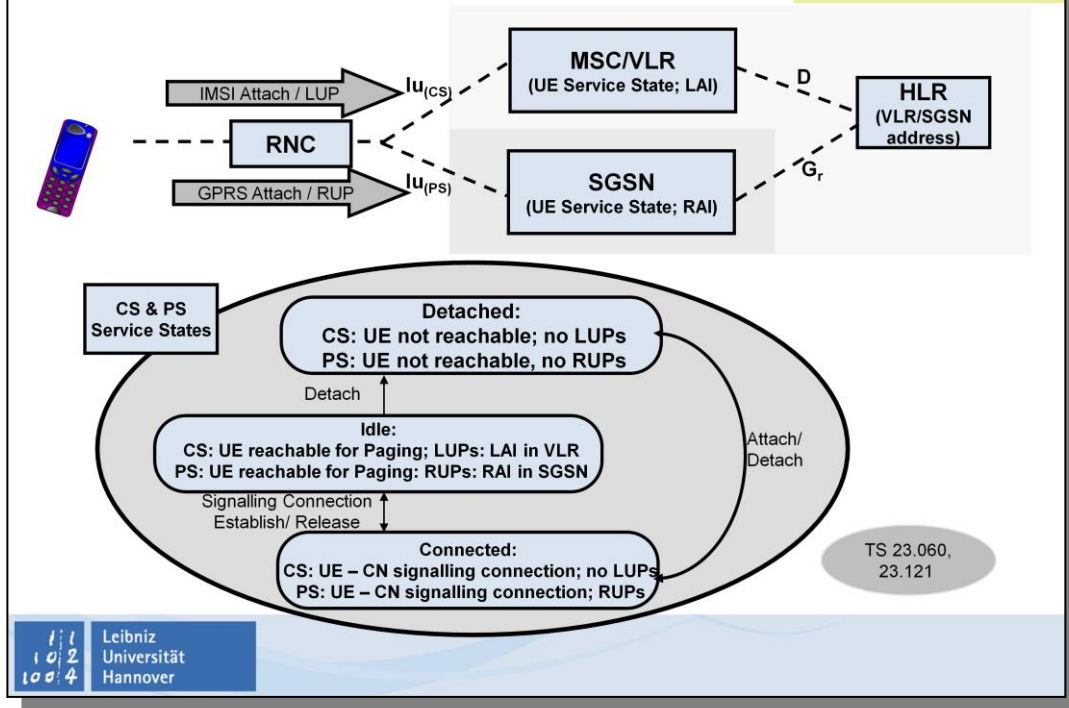 MSC/VLR
(UE Service State; LAI)
D
HLR
(VLR/SGSN
address)
IMSI Attach / LUP
Iu(CS)
RNC
GPRS Attach / RUP
Iu(PS)
SGSN
(UE Service State; RAI)
Gr
CS & PS
Service States
Detached:
CS: UE not reachable; no LUPs
PS: UE not reachable, no RUPs
Detach
Idle:
CS: UE reachable for Paging; LUPs: LAI in VLR
PS: UE reachable for Paging: RUPs: RAI in SGSN
Attach/
Detach
Signalling Connection
Establish/ Release
Connected:
CS: UE – CN signalling connection; no LUPs
PS: UE – CN signalling connection; RUPs
TS 23.060,
23.121
Leibniz
Universität
Hannover